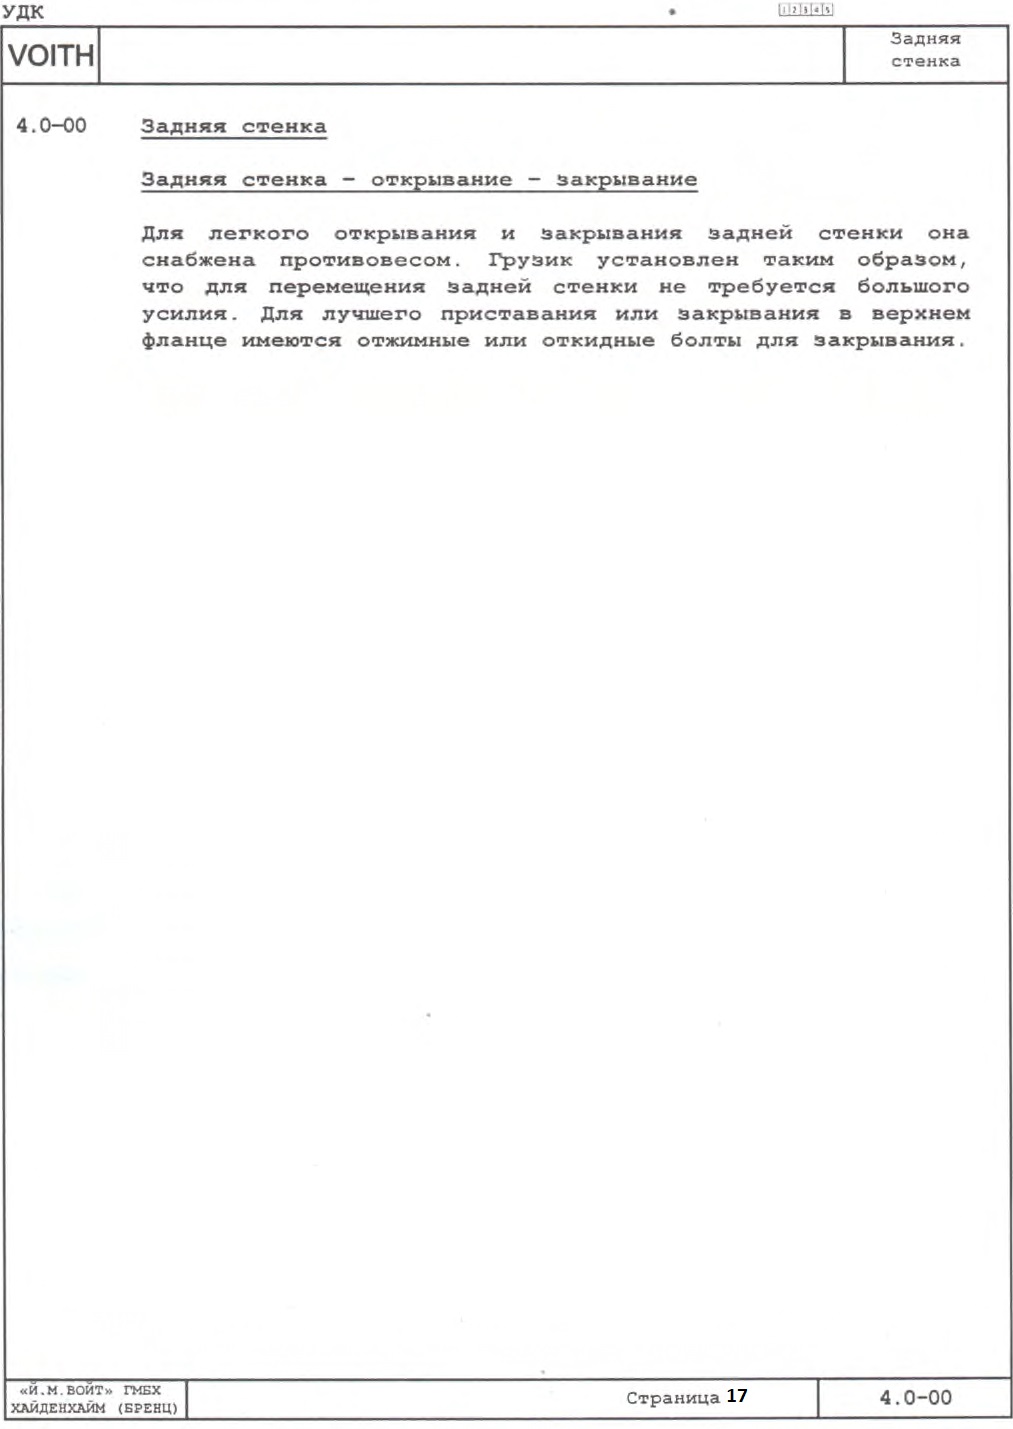 УДК
1 2 3 4 5
VOITH
Задняя
стенка
4.0-00 Задняя стенка
Задняя стенка - открывание - закрывание
Для легкого открывания и закрывания задней стенки она
снабжена противовесом. Грузик установлен таким образом,
что для перемещения задней стенки не требуется большого
усилия. Для лучшего приставания или закрывания в верхнем
фланце имеются отжимные или откидные болты для закрывания.
«Й.М.ВОЙТ» ГМБХ
ХАЙДЕНХАЙМ (БРЕНЦ)
Страница 17
4.0-00